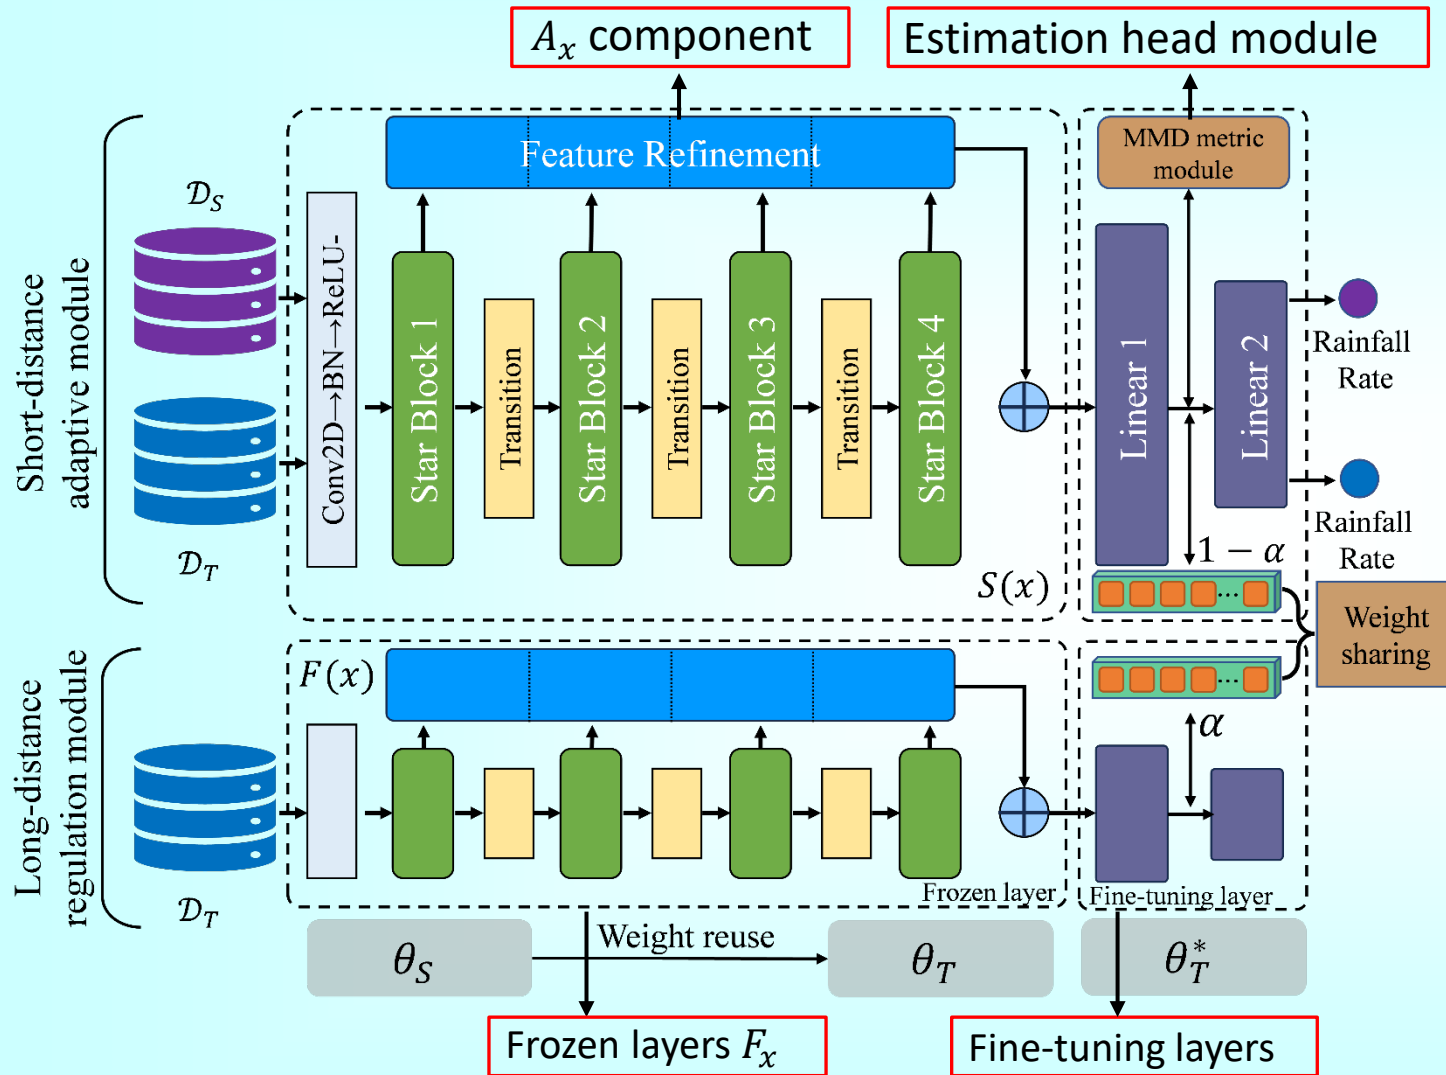 A_x component
Estimation head module
Short-distance
adaptive module
𝒟_S
𝒟_T
Conv2D→BN→ReLU-
Feature Refinement
Star Block 1
Transition
Star Block 2
Transition
Star Block 3
Transition
Star Block 4
S(x)
MMD metric
module
Linear 1
Linear 2
1 − α
...
Rainfall
Rate
Rainfall
Rate
Weight
sharing
Long-distance
regulation module
𝒟_T
F(x)
Frozen layer
...
α
Fine-tuning layer
θ_S
Weight reuse
θ_T
θ_T^*
Frozen layers F_x
Fine-tuning layers